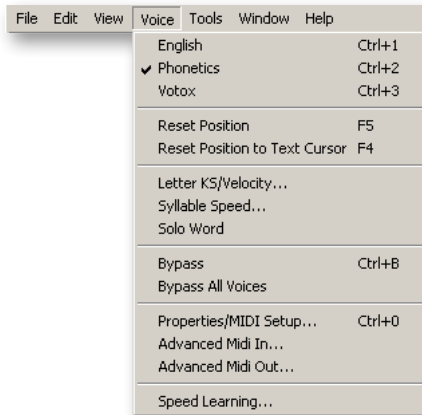 File Edit View Voice Tools Window Help
English Ctrl+1
✓ Phonetics Ctrl+2
Votox Ctrl+3
Reset Position F5
Reset Position to Text Cursor F4
Letter KS/Velocity...
Syllable Speed...
Solo Word
Bypass Ctrl+B
Bypass All Voices
Properties/MIDI Setup... Ctrl+0
Advanced Midi In...
Advanced Midi Out...
Speed Learning...